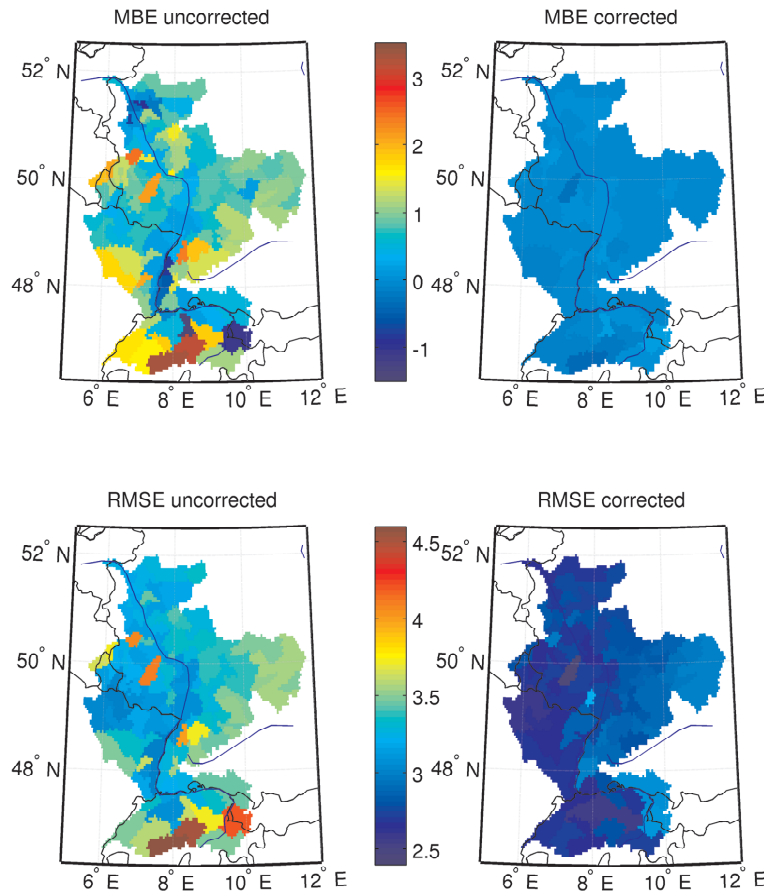 MBE uncorrected
MBE corrected
52° N
50° N
48° N
6° E
8° E
10° E
12° E
3
2
1
0
-1
52° N
50° N
48° N
6° E
8° E
10° E
12° E
RMSE uncorrected
RMSE corrected
52° N
50° N
48° N
6° E
8° E
10° E
12° E
4.5
4
3.5
3
2.5
52° N
50° N
48° N
6° E
8° E
10° E
12° E